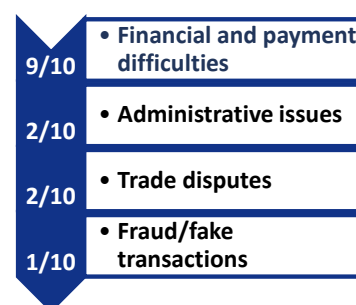 9/10
• Financial and payment
difficulties
2/10
• Administrative issues
2/10
• Trade disputes
1/10
• Fraud/fake
transactions